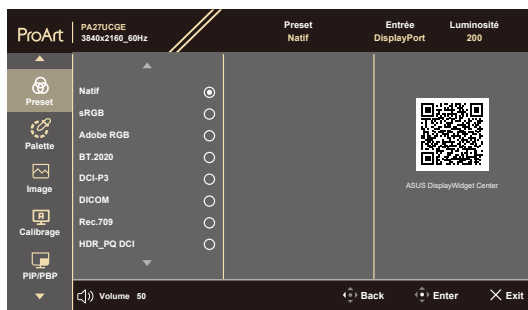 ProArt
PA27UCGE
3840x2160_60Hz
Preset
Natif
Entrée
DisplayPort
Luminosité
200
Preset
Palette
Image
Calibrage
PIP/PBP
Natif
sRGB
Adobe RGB
BT.2020
DCI-P3
DICOM
Rec.709
HDR_PQ DCI
ASUS DisplayWidget Center
Volume 50
Back
Enter
Exit